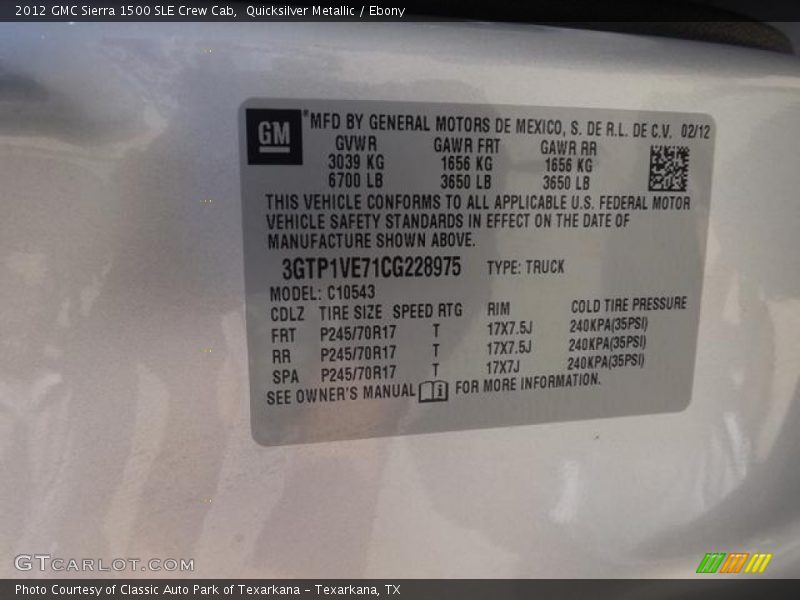 2012 GMC Sierra 1500 SLE Crew Cab,  Quicksilver Metallic / Ebony
GM
*MFD BY GENERAL MOTORS DE MEXICO, S. DE R.L. DE C.V. 02/12
GVWR GAWR FRT GAWR RR
3039 KG 1656 KG 1656 KG
6700 LB 3650 LB 3650 LB
THIS VEHICLE CONFORMS TO ALL APPLICABLE U.S. FEDERAL MOTOR
VEHICLE SAFETY STANDARDS IN EFFECT ON THE DATE OF
MANUFACTURE SHOWN ABOVE.
3GTP1VE71CG228975 TYPE: TRUCK
MODEL: C10543
CDLZ TIRE SIZE SPEED RTG RIM COLD TIRE PRESSURE
FRT P245/70R17 T 17X7.5J 240KPA(35PSI)
RR P245/70R17 T 17X7.5J 240KPA(35PSI)
SPA P245/70R17 T 17X7J 240KPA(35PSI)
SEE OWNER'S MANUAL i FOR MORE INFORMATION.
GTCARLOT.COM
Photo Courtesy of Classic Auto Park of Texarkana – Texarkana, TX